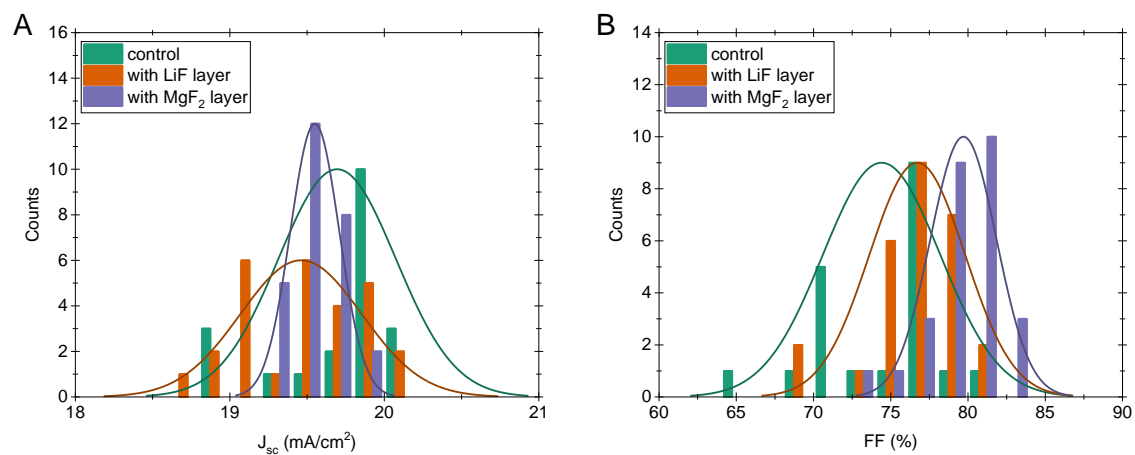 A
control
with LiF layer
with MgF₂ layer
16
14
12
10
8
6
4
2
0
Counts
18
19
20
21
Jsc (mA/cm²)
B
control
with LiF layer
with MgF₂ layer
14
12
10
8
6
4
2
0
Counts
60
65
70
75
80
85
90
FF (%)